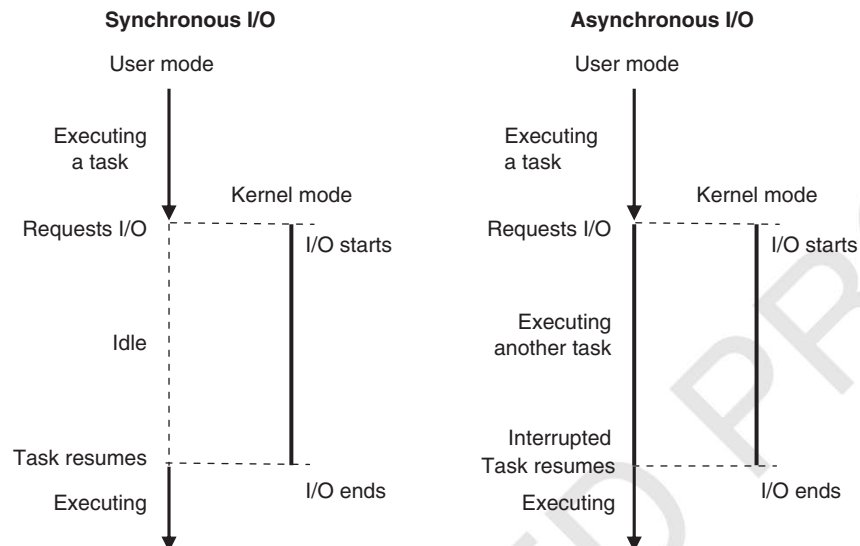 Synchronous I/O
User mode
Executing
a task
Kernel mode
Requests I/O
I/O starts
Idle
Task resumes
I/O ends
Executing
Asynchronous I/O
User mode
Executing
a task
Kernel mode
Requests I/O
I/O starts
Executing
another task
Interrupted
Task resumes
I/O ends
Executing